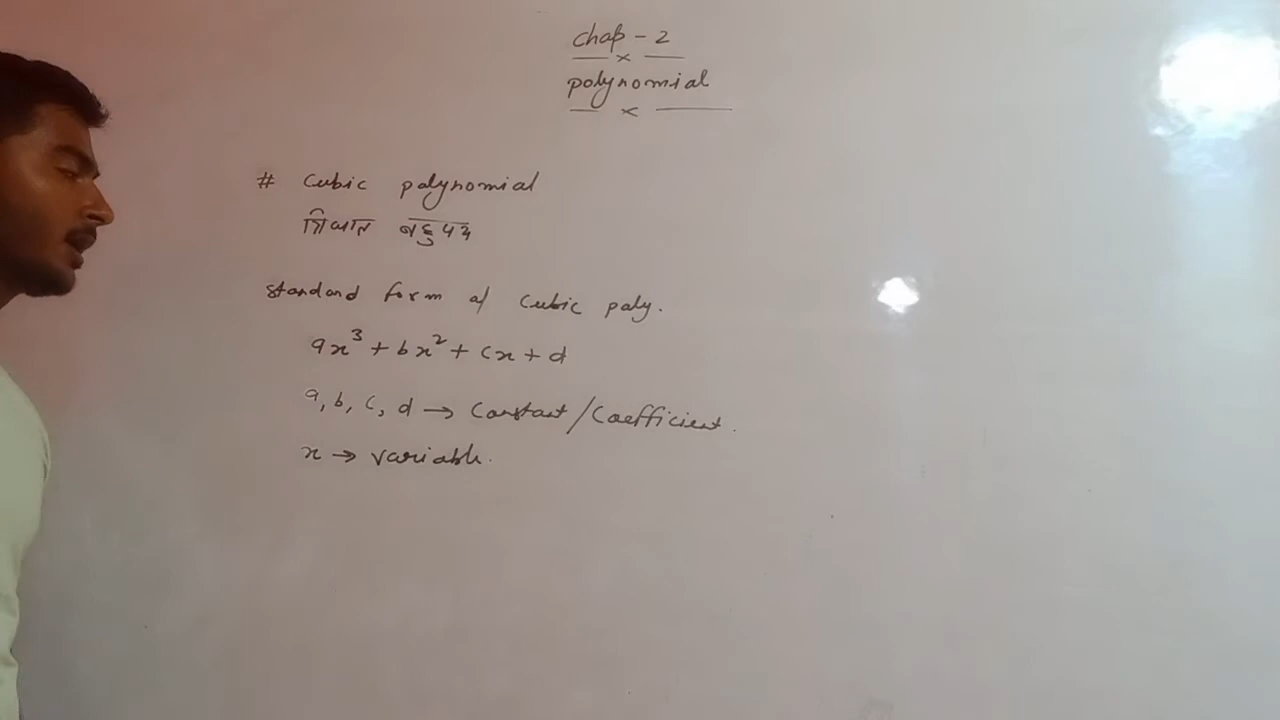 chap - 2
polynomial
# Cubic polynomial
त्रिघात बहुपद
standard form of Cubic poly.
ax³ + bx² + cx + d
a, b, c, d → Constant / Coefficient.
x → variable.